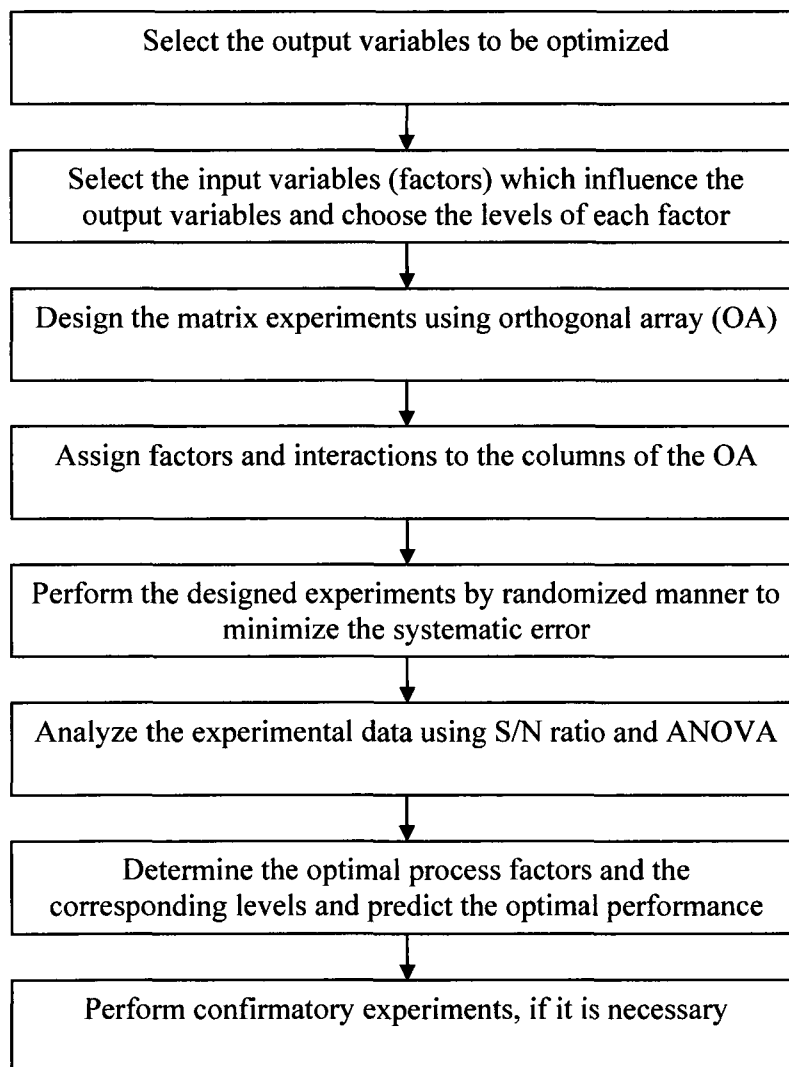 Select the output variables to be optimized
Select the input variables (factors) which influence the
output variables and choose the levels of each factor
Design the matrix experiments using orthogonal array (OA)
Assign factors and interactions to the columns of the OA
Perform the designed experiments by randomized manner to
minimize the systematic error
Analyze the experimental data using S/N ratio and ANOVA
Determine the optimal process factors and the
corresponding levels and predict the optimal performance
Perform confirmatory experiments, if it is necessary